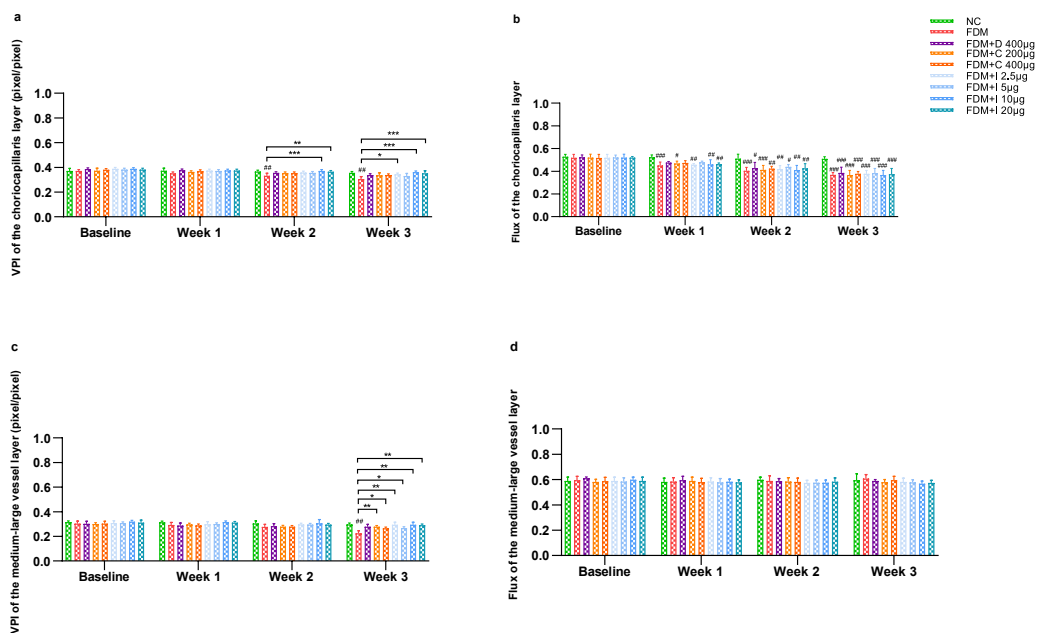 a
VPI of the choriocapillaris layer (pixel/pixel)
1.0
0.8
0.6
0.4
0.2
0.0
## ** *** ## * *** ***
Baseline Week 1 Week 2 Week 3
b
Flux of the choriocapillaris layer
1.0
0.8
0.6
0.4
0.2
0.0
### # ## ## ##
### # ### ## ## # ## ##
### ### ### ### ### ### ### ###
Baseline Week 1 Week 2 Week 3
NC
FDM
FDM+D 400μg
FDM+C 200μg
FDM+C 400μg
FDM+I 2.5μg
FDM+I 5μg
FDM+I 10μg
FDM+I 20μg
c
VPI of the medium-large vessel layer (pixel/pixel)
1.0
0.8
0.6
0.4
0.2
0.0
**
**
*
**
*
**
##
Baseline Week 1 Week 2 Week 3
d
Flux of the medium-large vessel layer
1.0
0.8
0.6
0.4
0.2
0.0
Baseline Week 1 Week 2 Week 3